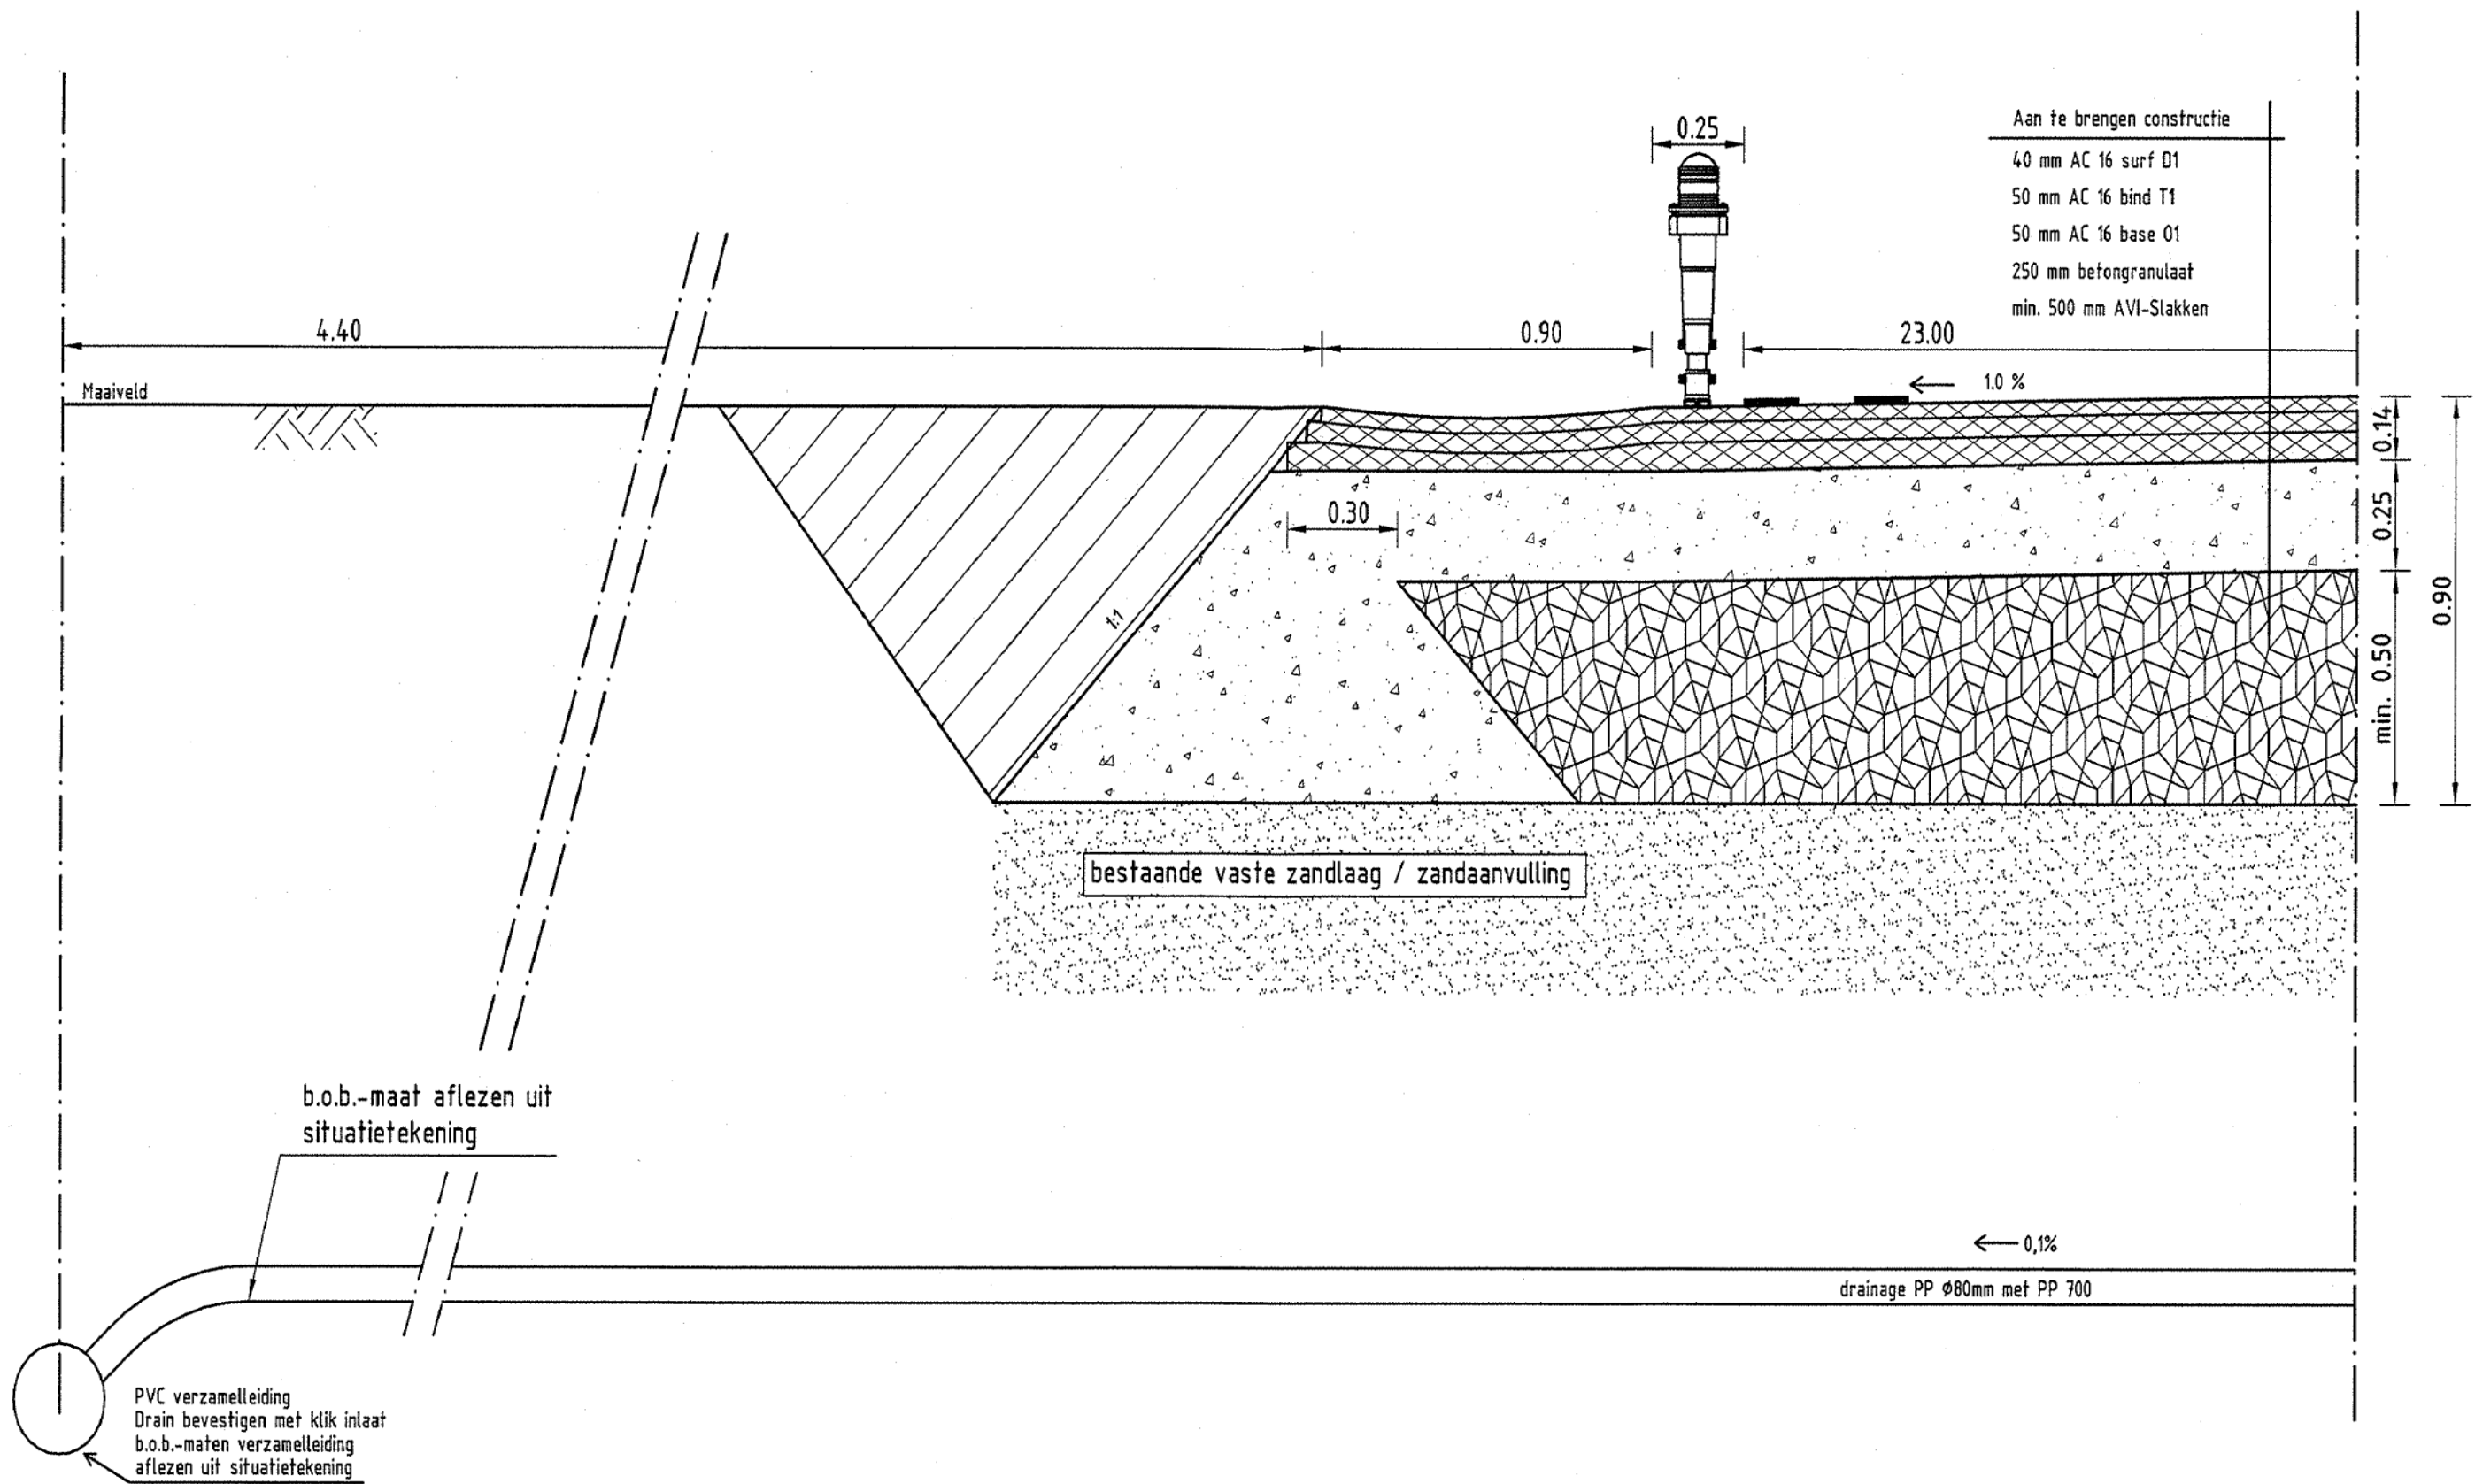 Aan te brengen constructie
40 mm AC 16 surf D1
50 mm AC 16 bind T1
50 mm AC 16 base O1
250 mm betongranulaat
min. 500 mm AVI-Slakken
0.25
4.40
0.90
23.00
Maaiveld
1.0 %
0.14
0.25
0.30
0.90
1:1
min. 0.50
bestaande vaste zandlaag / zandaanvulling
b.o.b.-maat aflezen uit
situatietekening
0,1%
drainage PP Ø80mm met PP 700
PVC verzamelleiding
Drain bevestigen met klik inlaat
b.o.b.-maten verzamelleiding
aflezen uit situatietekening